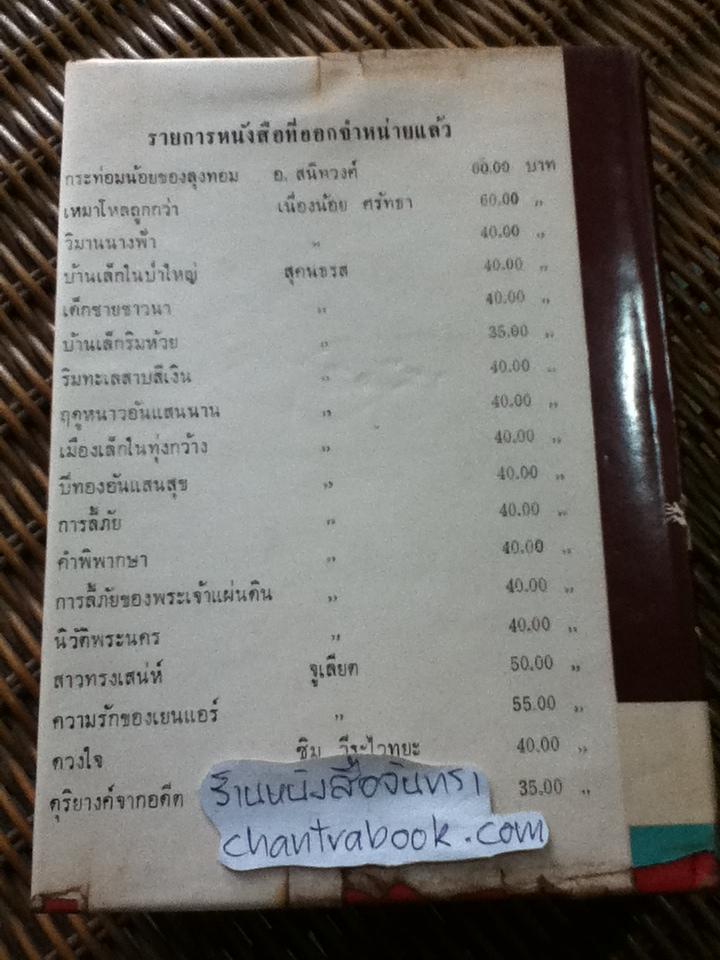 รายการหนังสือที่ออกจำหน่ายแล้ว
กระท่อมน้อยของลุงทอม อ. สนิทวงศ์ 60.00 บาท
เหมาโหลถูกกว่า เนื่องน้อย ศรัทธา 60.00 „
วิมานนางฟ้า „ 40.00 „
บ้านเล็กในป่าใหญ่ สุคนธรส 40.00 „
เด็กชายชาวนา „ 40.00 „
บ้านเล็กริมห้วย „ 35.00 „
ริมทะเลสาบสีเงิน „ 40.00 „
ฤดูหนาวอันแสนนาน „ 40.00 „
เมืองเล็กในทุ่งกว้าง „ 40.00 „
ปีทองอันแสนสุข „ 40.00 „
การลี้ภัย „ 40.00 „
คำพิพากษา „ 40.00 „
การลี้ภัยของพระเจ้าแผ่นดิน „ 40.00 „
นิวัติพระนคร „ 40.00 „
สาวทรงเสน่ห์ จูเลียต 50.00 „
ความรักของเยนแอร์ „ 55.00 „
ดวงใจ ชิม วีระไวทยะ 40.00 „
ดุริยางค์จากอดีต 35.00 „
ร้านหนังสือจันทรา
chantrabook.com